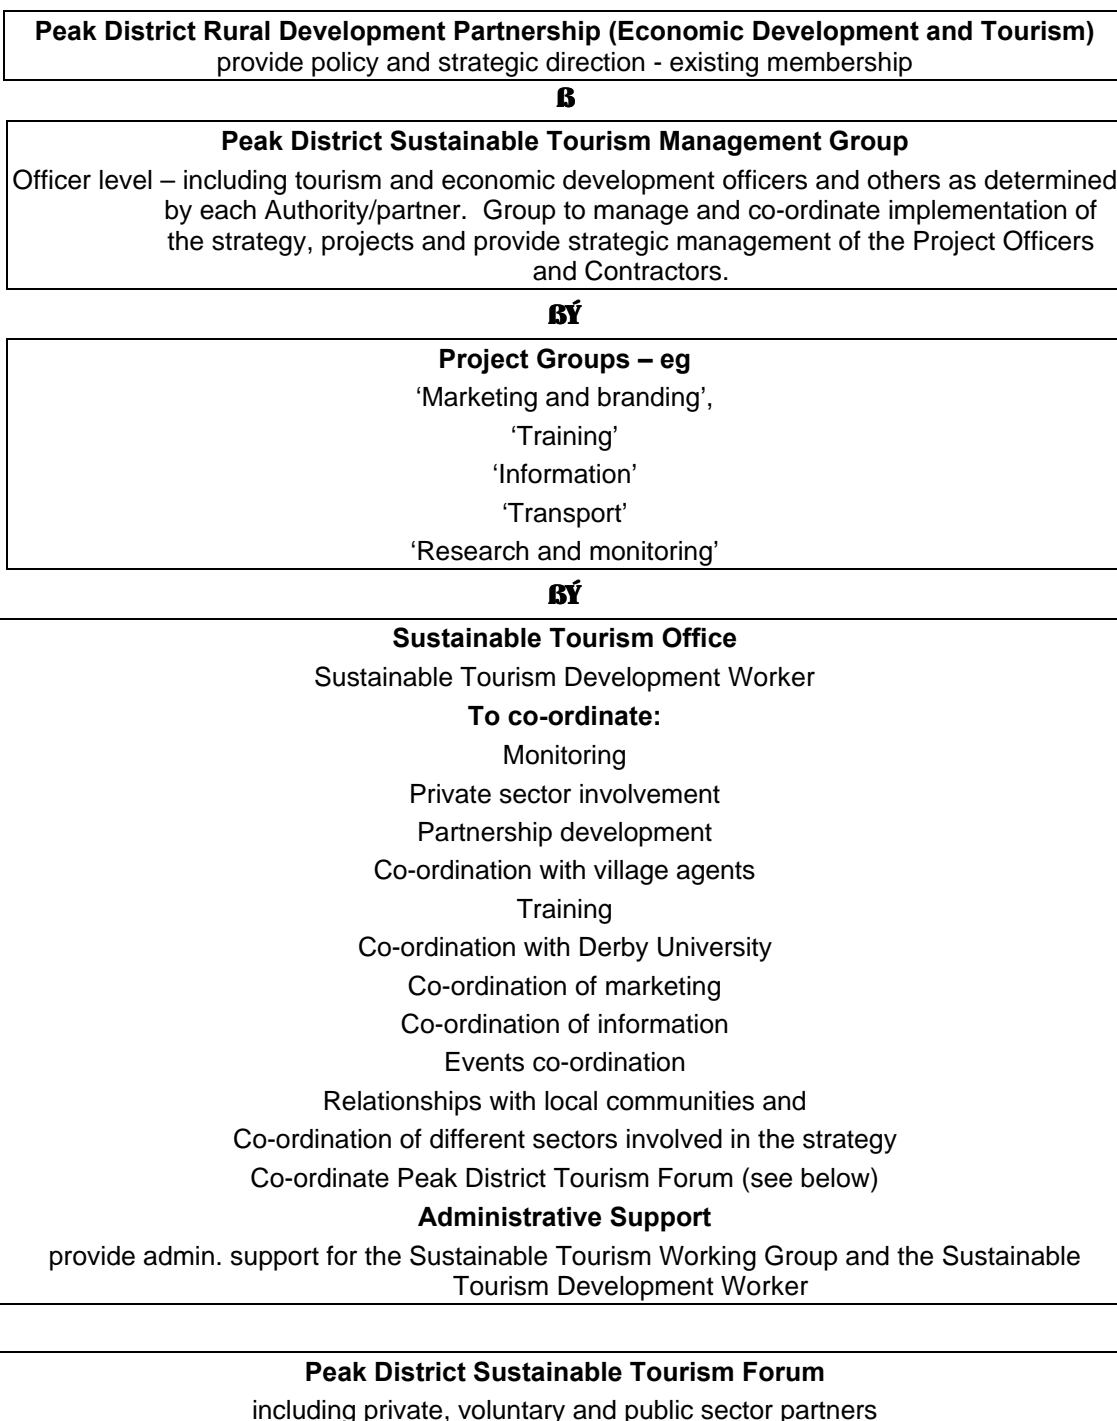 Peak District Rural Development Partnership (Economic Development and Tourism)
provide policy and strategic direction - existing membership
ß
Peak District Sustainable Tourism Management Group
Officer level – including tourism and economic development officers and others as determined
by each Authority/partner.  Group to manage and co-ordinate implementation of
the strategy, projects and provide strategic management of the Project Officers
and Contractors.
ßÝ
Project Groups – eg
‘Marketing and branding’,
‘Training’
‘Information’
‘Transport’
‘Research and monitoring’
ßÝ
Sustainable Tourism Office
Sustainable Tourism Development Worker
To co-ordinate:
Monitoring
Private sector involvement
Partnership development
Co-ordination with village agents
Training
Co-ordination with Derby University
Co-ordination of marketing
Co-ordination of information
Events co-ordination
Relationships with local communities and
Co-ordination of different sectors involved in the strategy
Co-ordinate Peak District Tourism Forum (see below)
Administrative Support
provide admin. support for the Sustainable Tourism Working Group and the Sustainable
Tourism Development Worker
Peak District Sustainable Tourism Forum
including private, voluntary and public sector partners